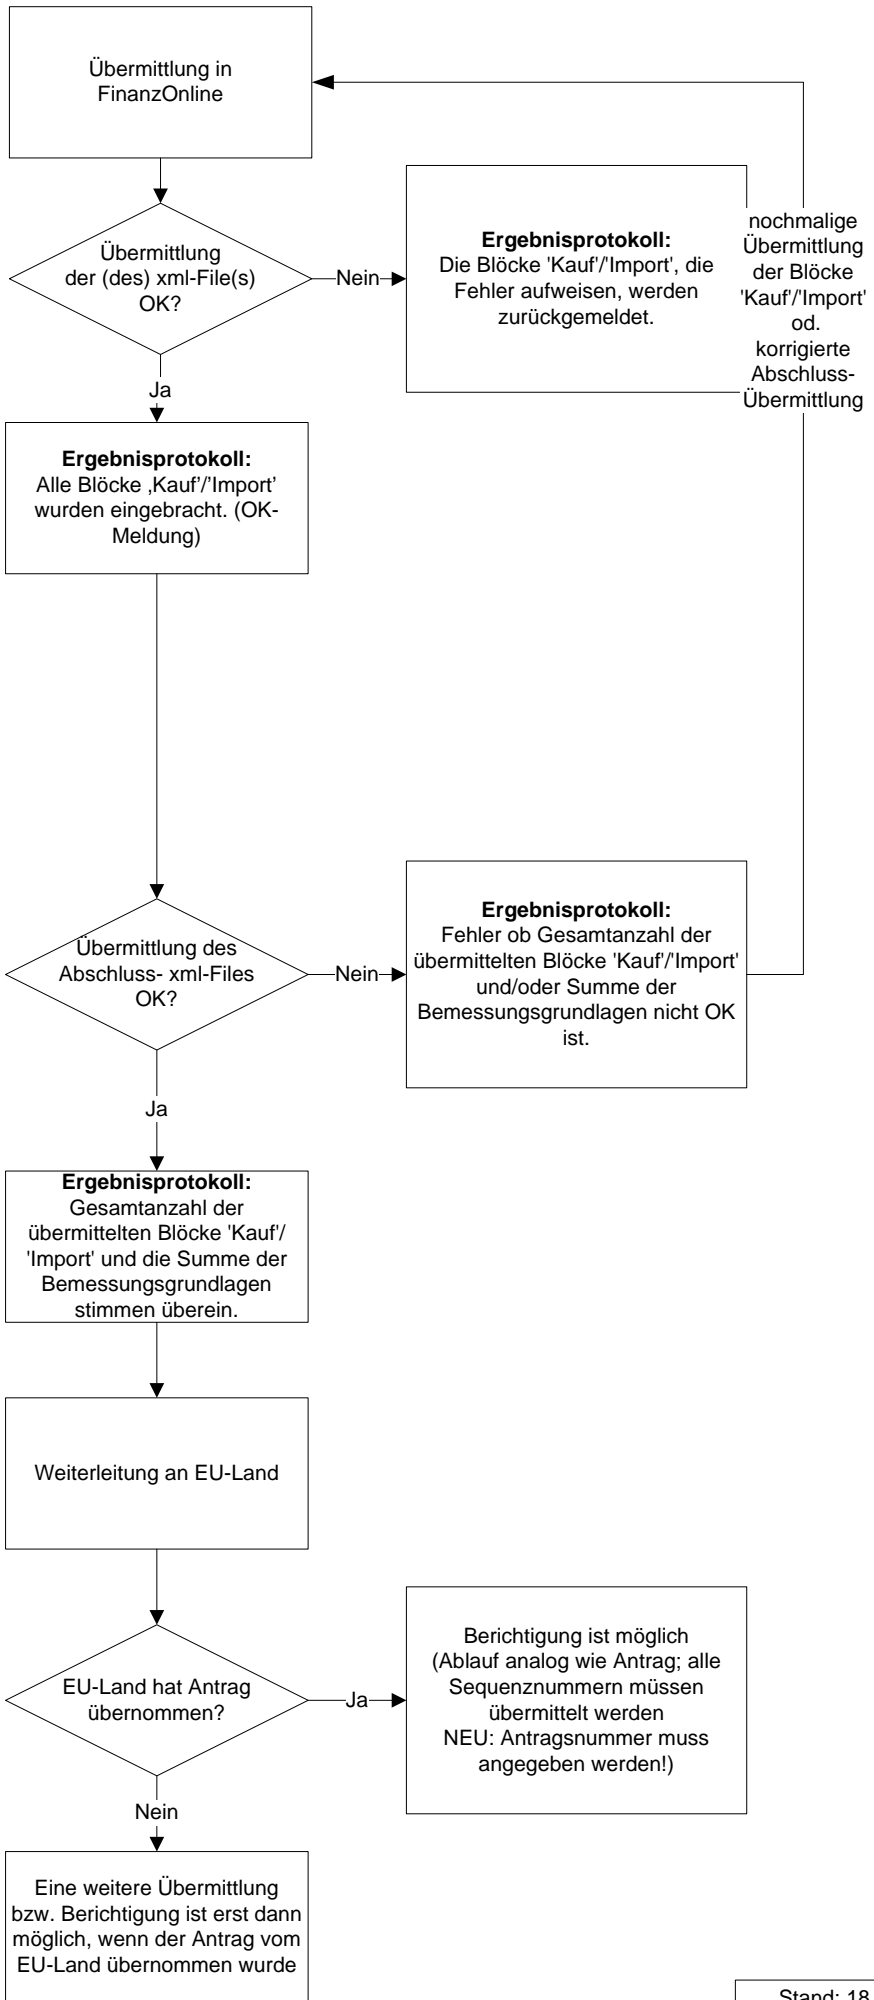 Übermittlung in
FinanzOnline
Übermittlung
der (des) xml-File(s)
OK?
Nein
Ergebnisprotokoll:
Die Blöcke 'Kauf'/'Import', die
Fehler aufweisen, werden
zurückgemeldet.
nochmalige
Übermittlung
der Blöcke
'Kauf'/'Import'
od.
korrigierte
Abschluss-
Übermittlung
Ja
Ergebnisprotokoll:
Alle Blöcke ‚Kauf'/'Import'
wurden eingebracht. (OK-
Meldung)
Übermittlung des
Abschluss- xml-Files
OK?
Nein
Ergebnisprotokoll:
Fehler ob Gesamtanzahl der
übermittelten Blöcke 'Kauf'/'Import'
und/oder Summe der
Bemessungsgrundlagen nicht OK
ist.
Ja
Ergebnisprotokoll:
Gesamtanzahl der
übermittelten Blöcke 'Kauf'/
'Import' und die Summe der
Bemessungsgrundlagen
stimmen überein.
Weiterleitung an EU-Land
EU-Land hat Antrag
übernommen?
Ja
Berichtigung ist möglich
(Ablauf analog wie Antrag; alle
Sequenznummern müssen
übermittelt werden
NEU: Antragsnummer muss
angegeben werden!)
Nein
Eine weitere Übermittlung
bzw. Berichtigung ist erst dann
möglich, wenn der Antrag vom
EU-Land übernommen wurde
Stand: 18